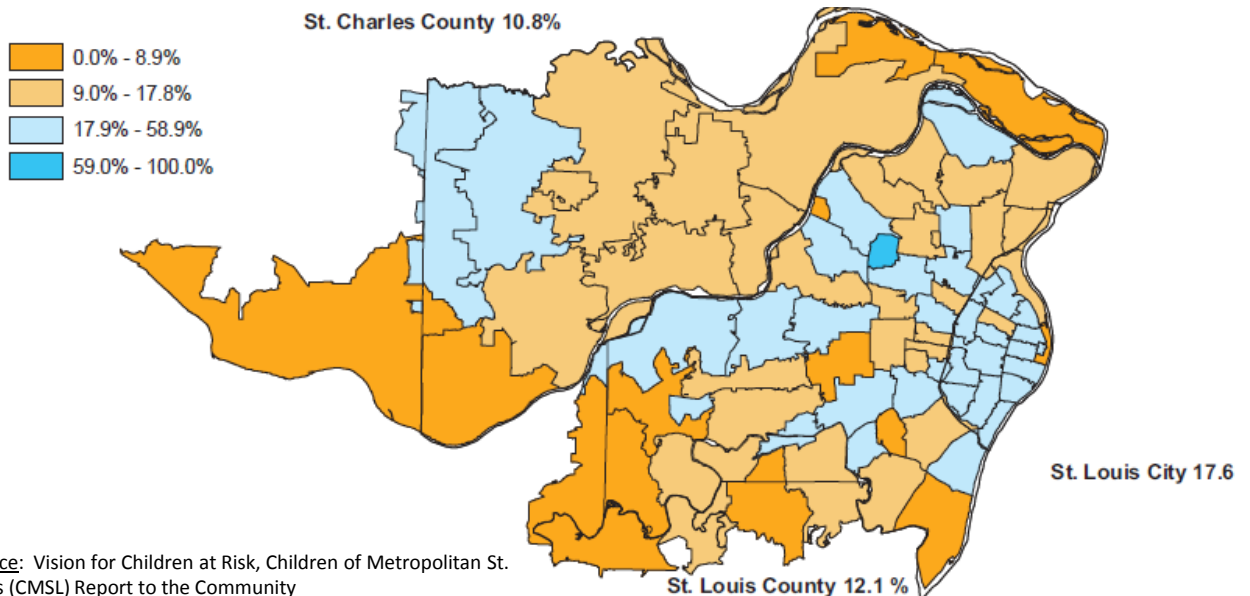 St. Charles County 10.8%
0.0% - 8.9%
9.0% - 17.8%
17.9% - 58.9%
59.0% - 100.0%
St. Louis City 17.6
ce: Vision for Children at Risk, Children of Metropolitan St.
s (CMSL) Report to the Community
St. Louis County 12.1 %